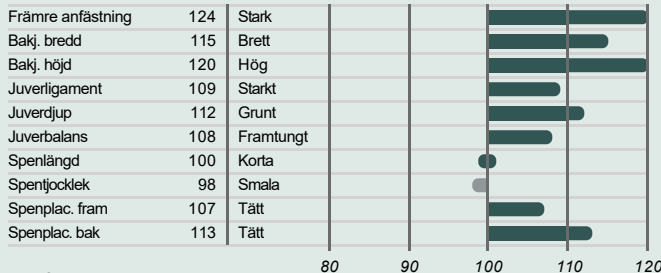 Främre anfästning 124 Stark
Bakj. bredd 115 Brett
Bakj. höjd 120 Hög
Juverligament 109 Starkt
Juverdjup 112 Grunt
Juverbalans 108 Framtungt
Spenlängd 100 Korta
Spentjocklek 98 Smala
Spenplac. fram 107 Tätt
Spenplac. bak 113 Tätt
80 90 100 110 120